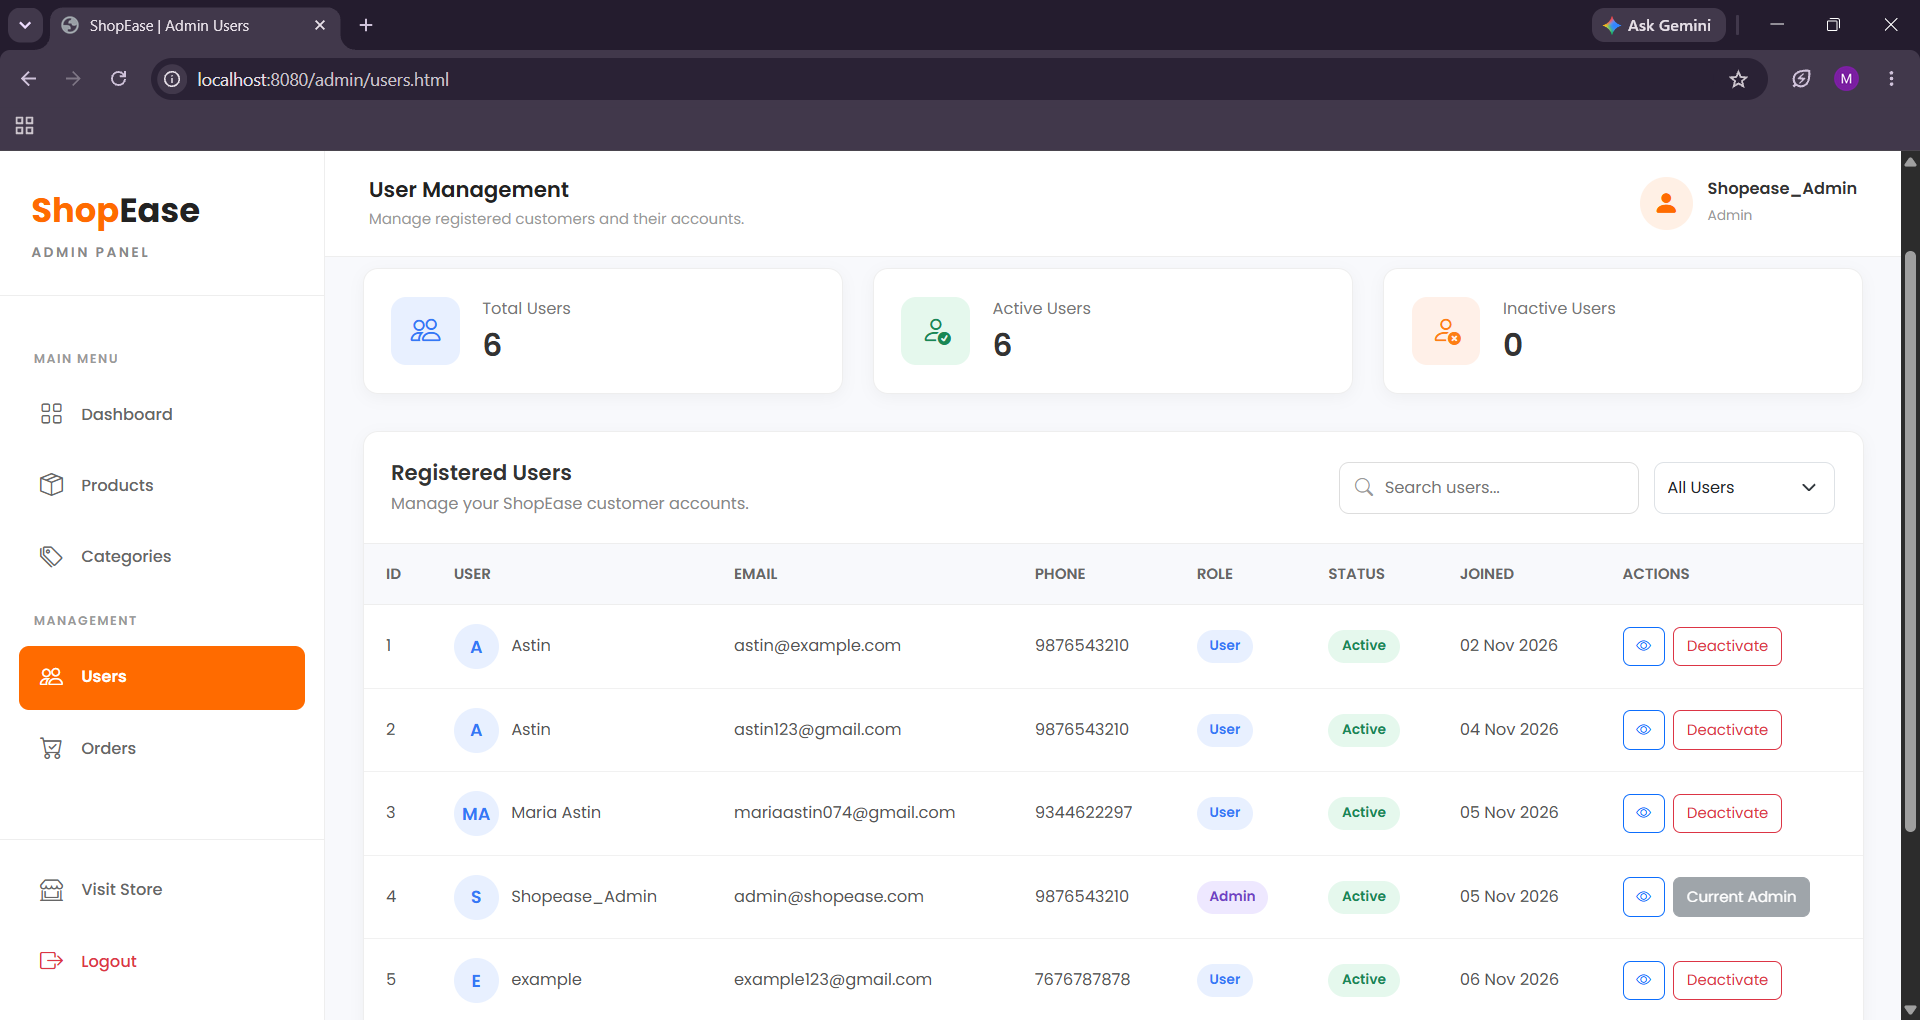 ShopEase | Admin Users
Ask Gemini
localhost:8080/admin/users.html
M
ShopEase
ADMIN PANEL
MAIN MENU
Dashboard
Products
Categories
MANAGEMENT
Users
Orders
Visit Store
Logout
User Management
Manage registered customers and their accounts.
Shopease_Admin
Admin
Total Users
6
Active Users
6
Inactive Users
0
Registered Users
Manage your ShopEase customer accounts.
Search users...
All Users
ID USER EMAIL PHONE ROLE STATUS JOINED ACTIONS
1 A Astin astin@example.com 9876543210 User Active 02 Nov 2026 Deactivate
2 A Astin astin123@gmail.com 9876543210 User Active 04 Nov 2026 Deactivate
3 MA Maria Astin mariaastin074@gmail.com 9344622297 User Active 05 Nov 2026 Deactivate
4 S Shopease_Admin admin@shopease.com 9876543210 Admin Active 05 Nov 2026 Current Admin
5 E example example123@gmail.com 7676787878 User Active 06 Nov 2026 Deactivate